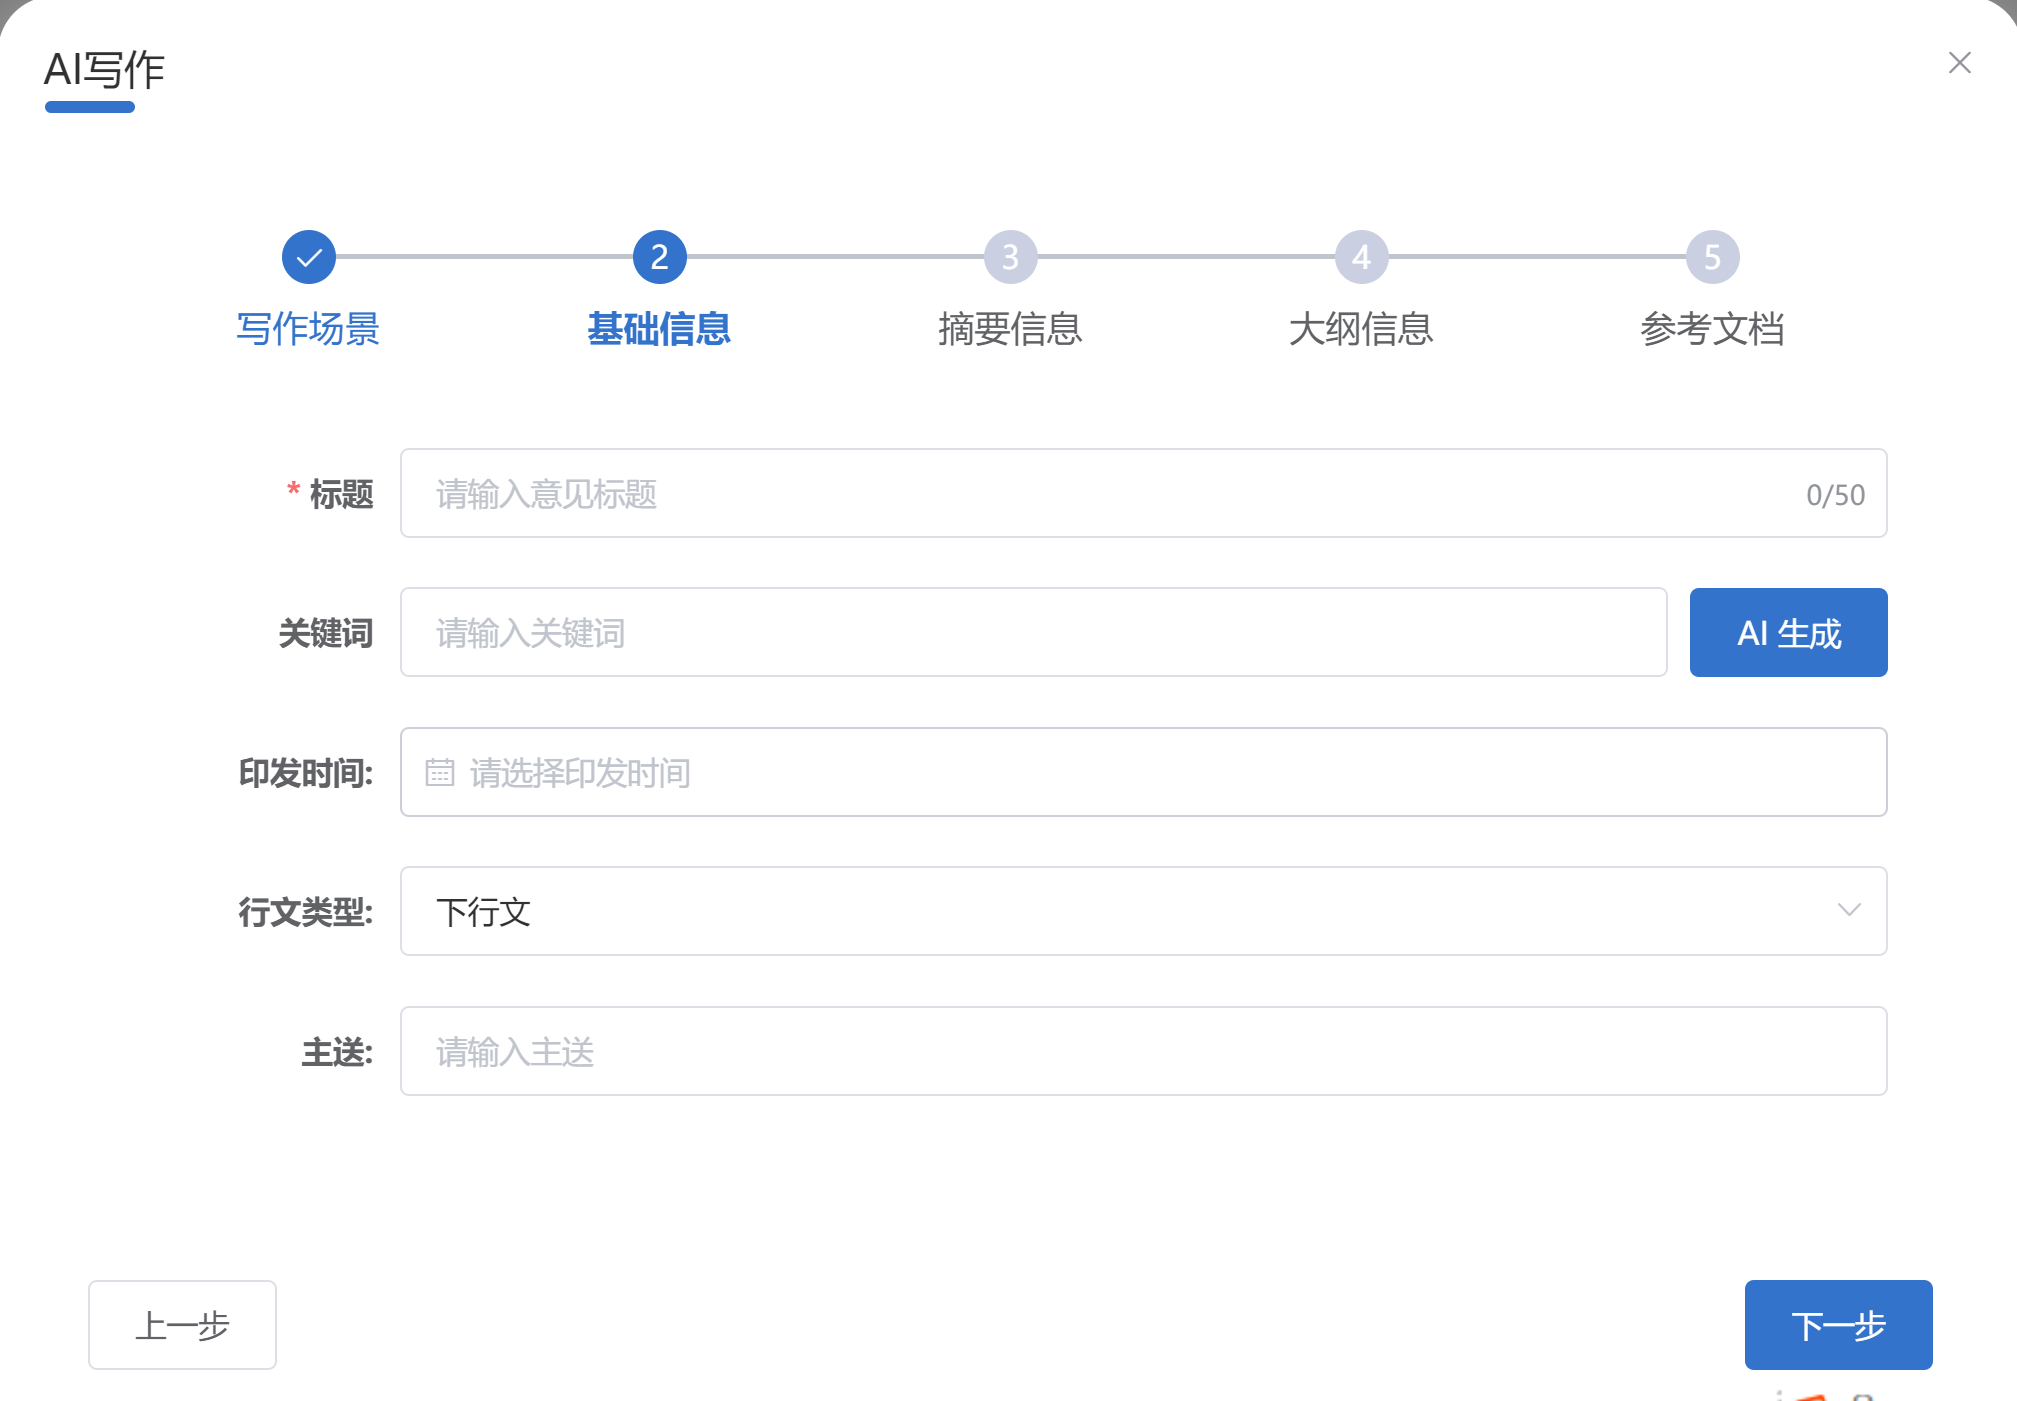 AI写作
2 3 4 5
写作场景 基础信息 摘要信息 大纲信息 参考文档
* 标题 请输入意见标题 0/50
关键词 请输入关键词 AI 生成
印发时间: 请选择印发时间
行文类型: 下行文
主送: 请输入主送
上一步 下一步